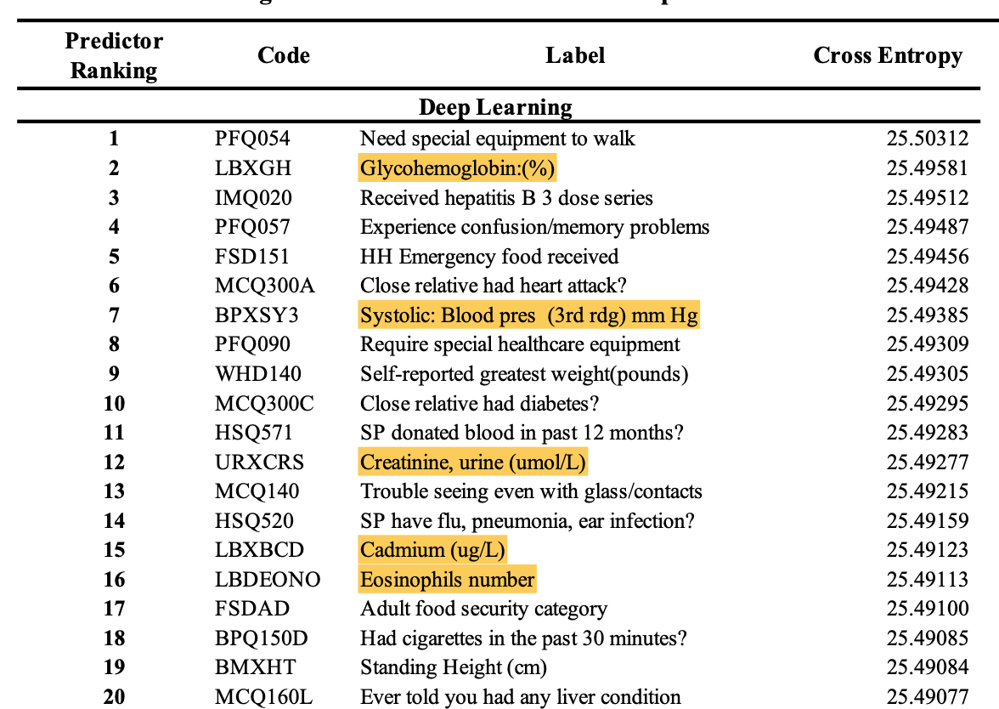 Predictor Ranking Code Label Cross Entropy
Deep Learning
1 PFQ054 Need special equipment to walk 25.50312
2 LBXGH Glycohemoglobin:(%) 25.49581
3 IMQ020 Received hepatitis B 3 dose series 25.49512
4 PFQ057 Experience confusion/memory problems 25.49487
5 FSD151 HH Emergency food received 25.49456
6 MCQ300A Close relative had heart attack? 25.49428
7 BPXSY3 Systolic: Blood pres (3rd rdg) mm Hg 25.49385
8 PFQ090 Require special healthcare equipment 25.49309
9 WHD140 Self-reported greatest weight(pounds) 25.49305
10 MCQ300C Close relative had diabetes? 25.49295
11 HSQ571 SP donated blood in past 12 months? 25.49283
12 URXCRS Creatinine, urine (umol/L) 25.49277
13 MCQ140 Trouble seeing even with glass/contacts 25.49215
14 HSQ520 SP have flu, pneumonia, ear infection? 25.49159
15 LBXBCD Cadmium (ug/L) 25.49123
16 LBDEONO Eosinophils number 25.49113
17 FSDAD Adult food security category 25.49100
18 BPQ150D Had cigarettes in the past 30 minutes? 25.49085
19 BMXHT Standing Height (cm) 25.49084
20 MCQ160L Ever told you had any liver condition 25.49077